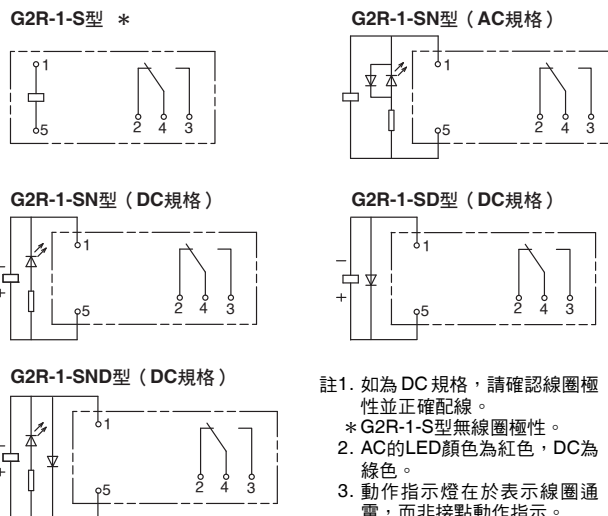 G2R-1-S型 ＊
1
5
2 4 3
G2R-1-SN型（AC規格）
1
5
2 4 3
G2R-1-SN型（DC規格）
−
+
1
5
2 4 3
G2R-1-SD型（DC規格）
−
+
1
5
2 4 3
G2R-1-SND型（DC規格）
+
1
5
2 4 3
註1. 如為 DC 規格，請確認線圈極
性並正確配線。
＊G2R-1-S型無線圈極性。
2. AC的LED顏色為紅色，DC為
綠色。
3. 動作指示燈在於表示線圈通
電，而非接點動作指示。